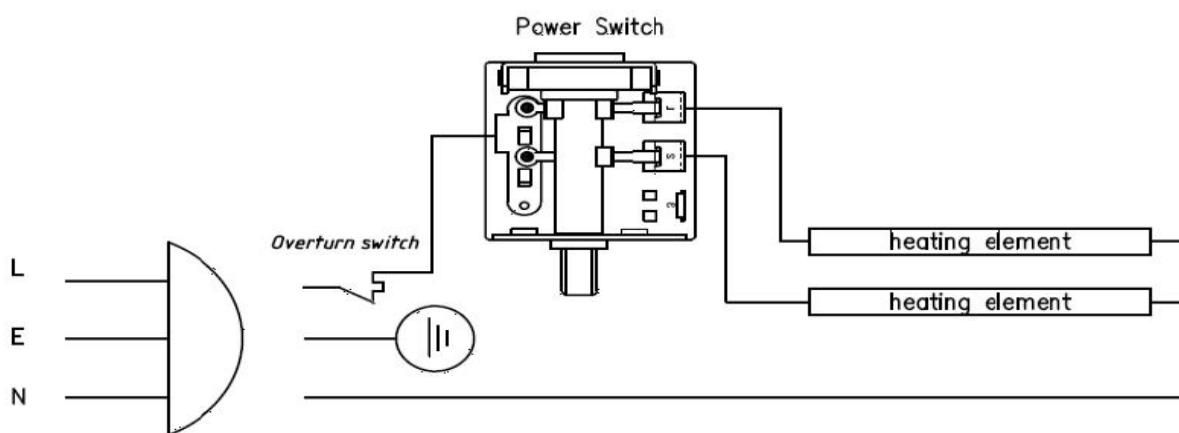 Power Switch
Overturn switch
L
E
N
heating element
heating element